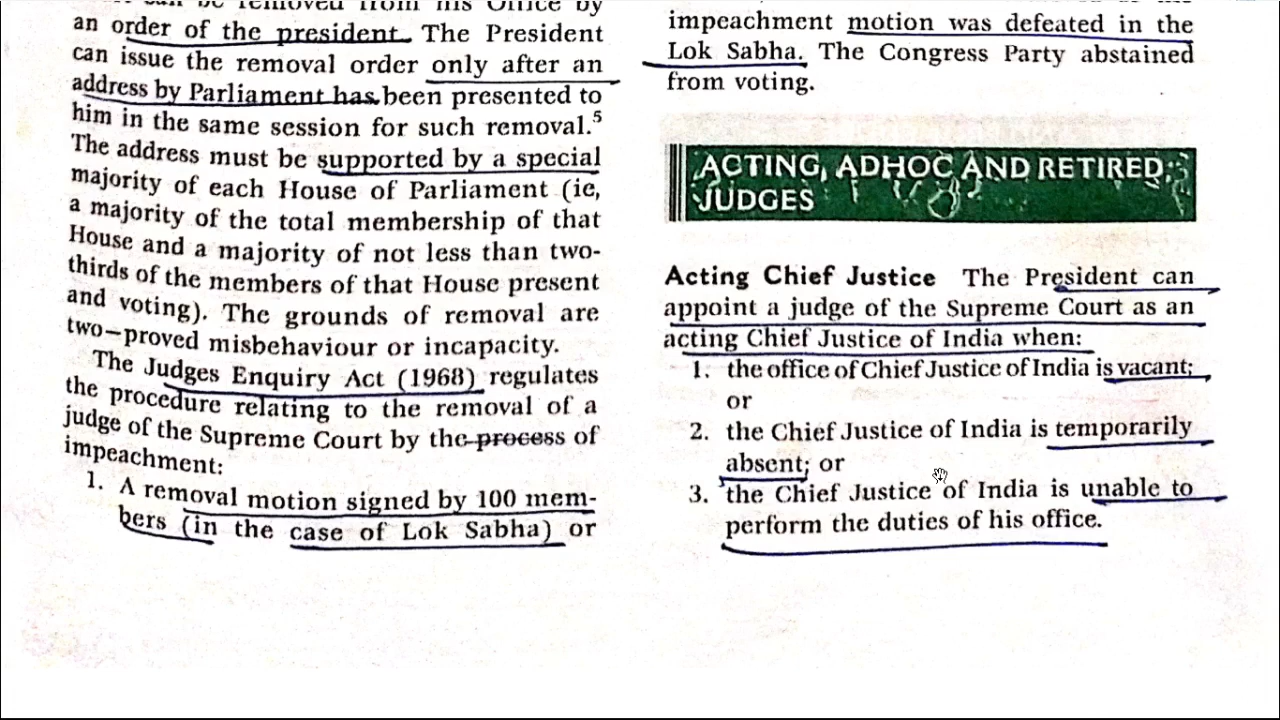 can be removed from his Office by
an order of the president. The President
can issue the removal order only after an
address by Parliament has been presented to
him in the same session for such removal.⁵
The address must be supported by a special
majority of each House of Parliament (ie,
a majority of the total membership of that
House and a majority of not less than two-
thirds of the members of that House present
and voting). The grounds of removal are
two—proved misbehaviour or incapacity.
The Judges Enquiry Act (1968) regulates
the procedure relating to the removal of a
judge of the Supreme Court by the process of
impeachment:
1. A removal motion signed by 100 mem-
bers (in the case of Lok Sabha) or
impeachment motion was defeated in the
Lok Sabha. The Congress Party abstained
from voting.
ACTING, ADHOC AND RETIRED
JUDGES
Acting Chief Justice The President can
appoint a judge of the Supreme Court as an
acting Chief Justice of India when:
1. the office of Chief Justice of India is vacant;
or
2. the Chief Justice of India is temporarily
absent; or
3. the Chief Justice of India is unable to
perform the duties of his office.